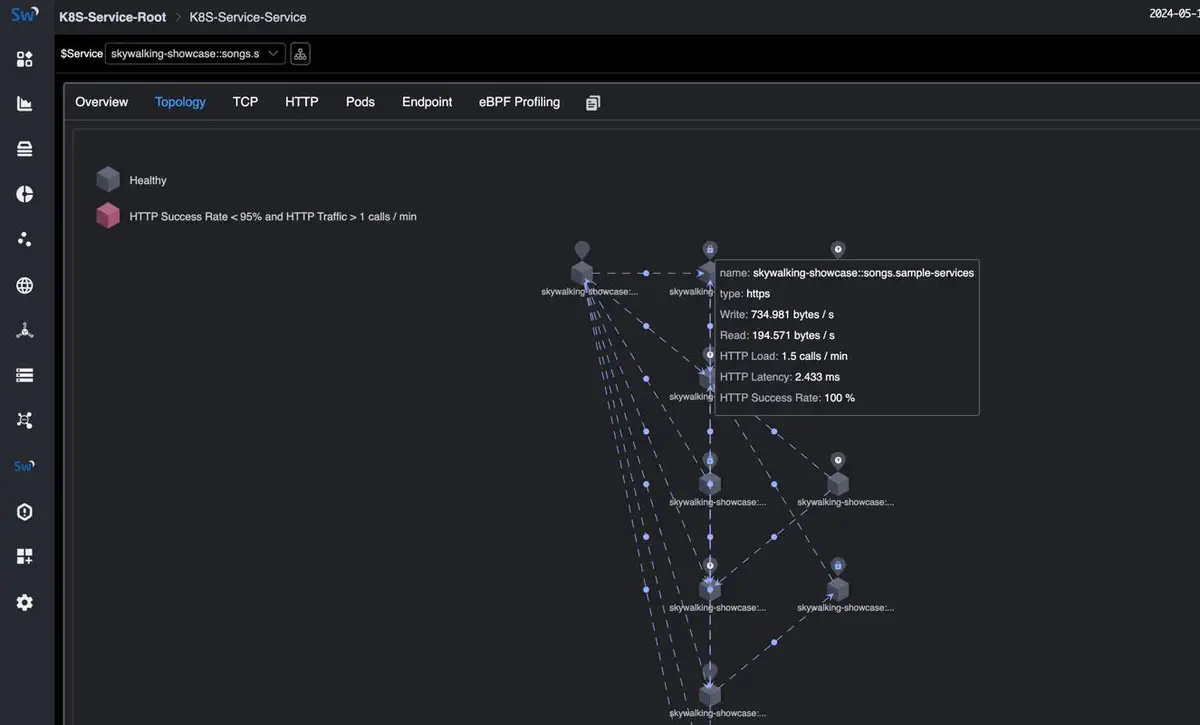 Sw
K8S-Service-Root > K8S-Service-Service
2024-05-1
$Service skywalking-showcase::songs.s
Overview Topology TCP HTTP Pods Endpoint eBPF Profiling
Healthy
HTTP Success Rate < 95% and HTTP Traffic > 1 calls / min
name: skywalking-showcase::songs.sample-services
skywalking-showcase:... skywalking
type: https
Write: 734.981 bytes / s
Read: 194.571 bytes / s
HTTP Load: 1.5 calls / min
HTTP Latency: 2.433 ms
skywalking
HTTP Success Rate: 100 %
Sw
skywalking-showcase:... skywalking-showcase:...
skywalking-showcase:... skywalking-showcase:...
skywalking-showcase:...